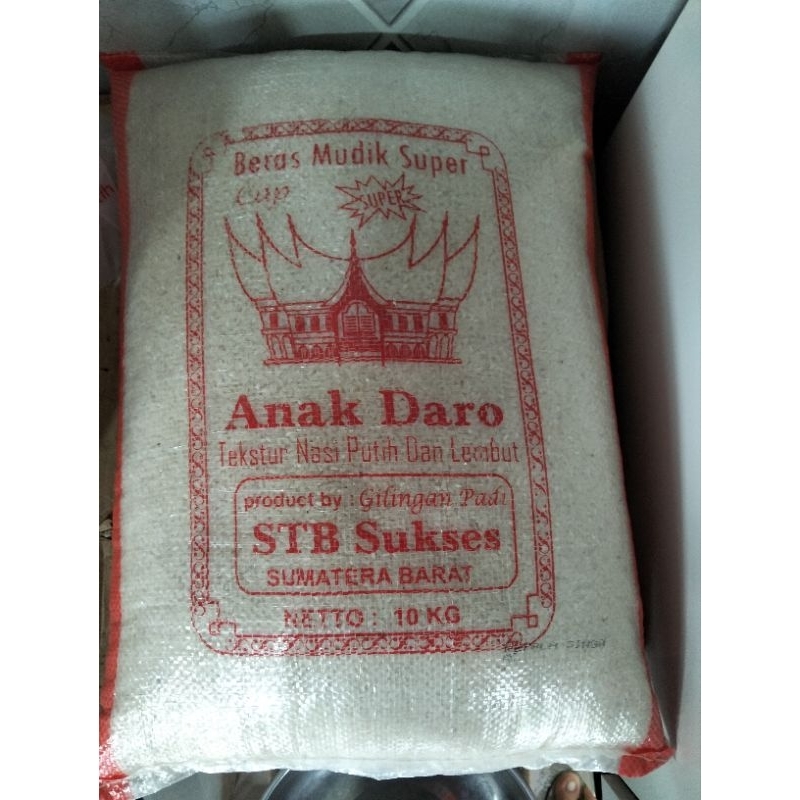 Beras Mudik Super
Cap
SUPER
Anak Daro
Tekstur Nasi Putih Dan Lembut
product by : Gilingan Padi
STB Sukses
SUMATERA BARAT
NETTO : 10 KG